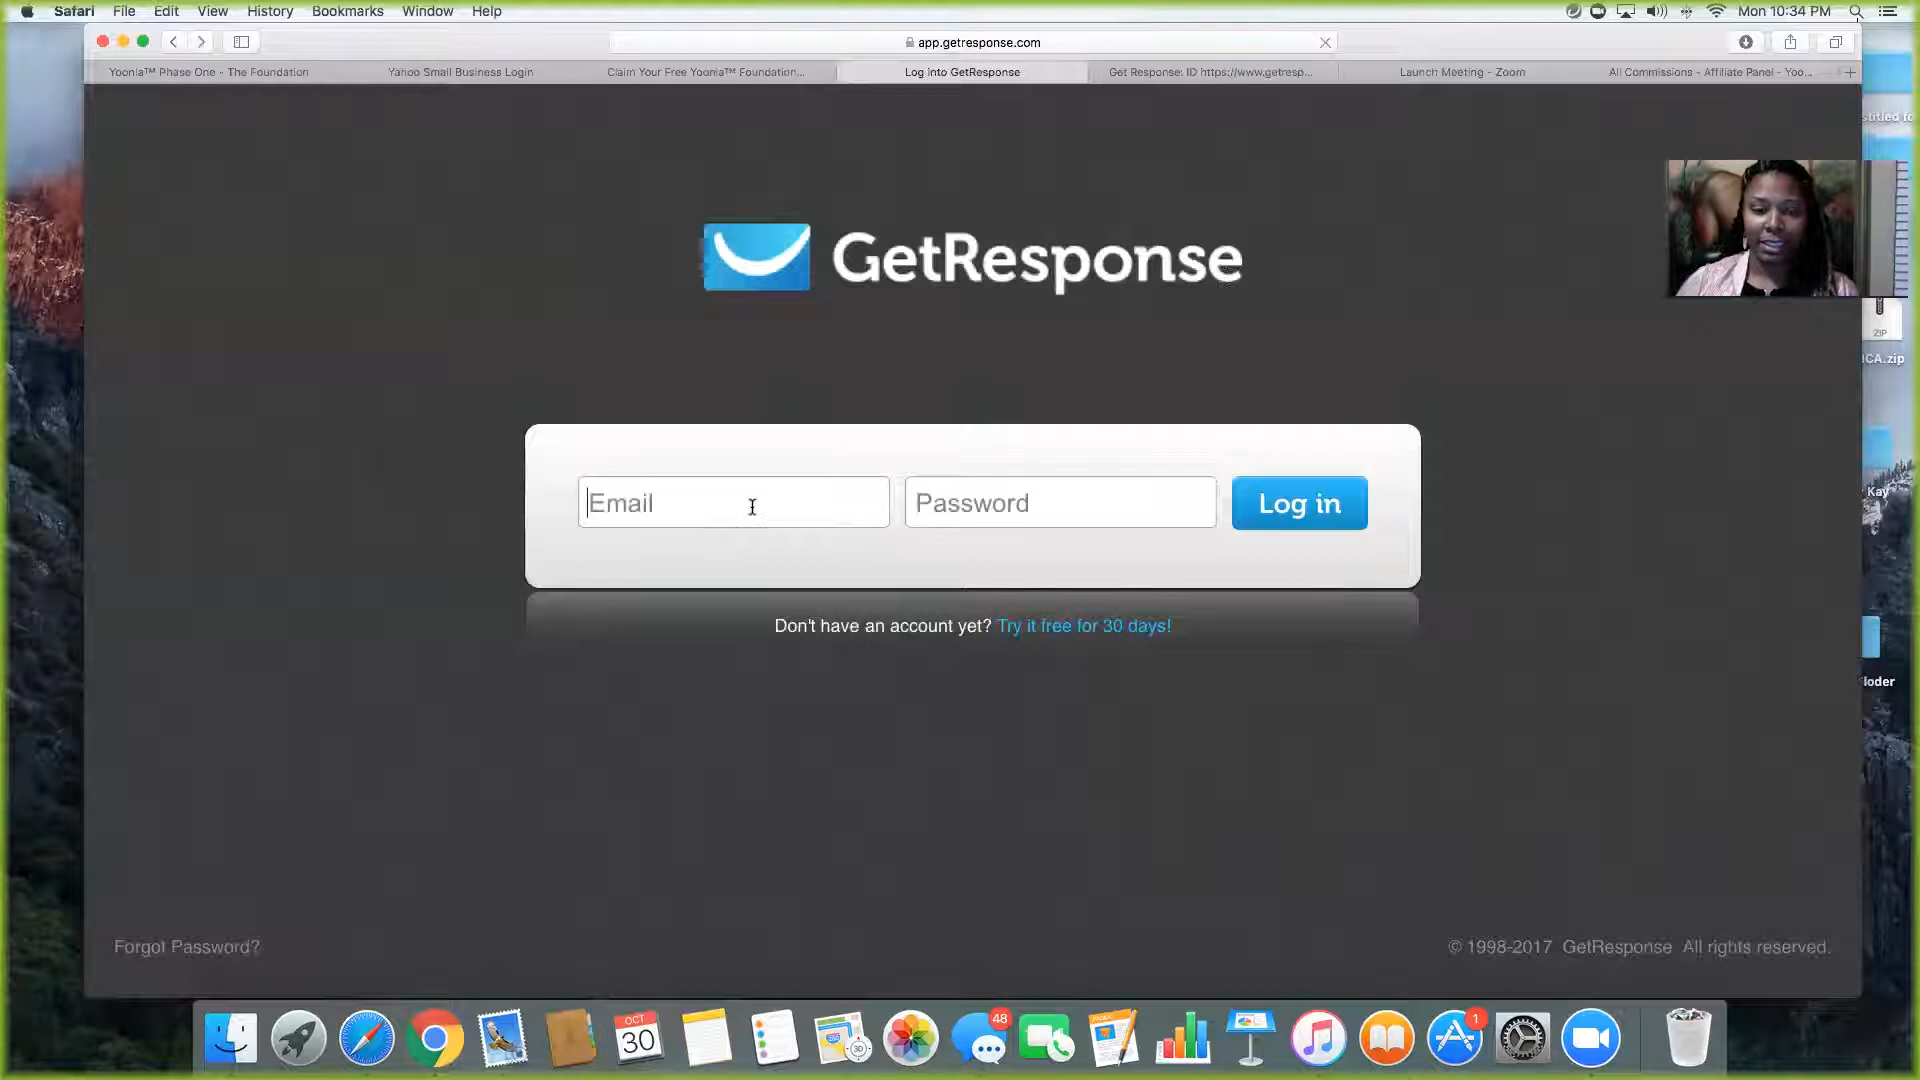 Safari File Edit View History Bookmarks Window Help Mon 10:34 PM
app.getresponse.com
Yoonla™ Phase One - The Foundation Yahoo Small Business Login Claim Your Free Yoonla™ Foundation... Log into GetResponse Get Response: ID https://www.getresp... Launch Meeting - Zoom All Commissions - Affiliate Panel - Yoo...
GetResponse
ZIP
ICA.zip
Kay
Email Password Log in
Don't have an account yet? Try it free for 30 days!
loder
Forgot Password? © 1998-2017 GetResponse All rights reserved.
OCT
30
48
1